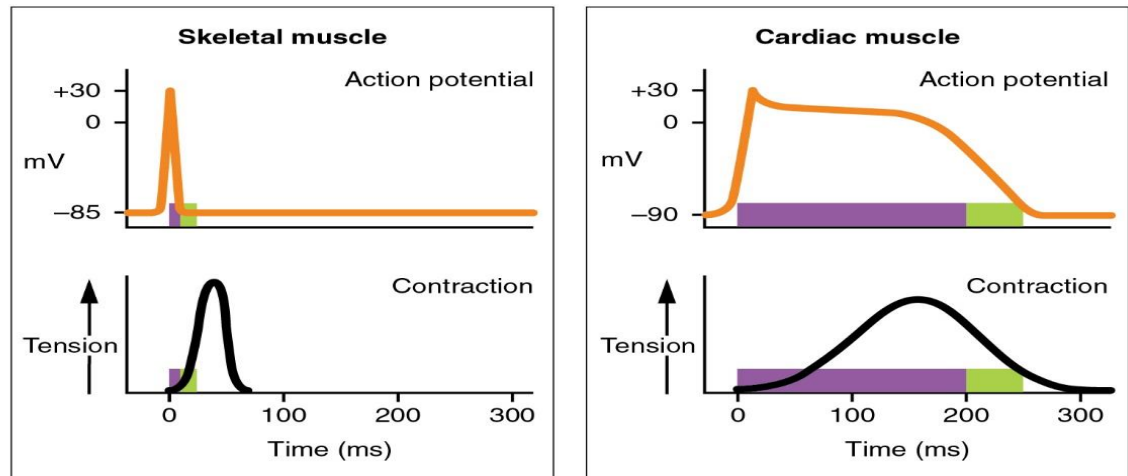 Skeletal muscle
Action potential
+30
0
mV
–85
Contraction
Tension
0 100 200 300
Time (ms)
Cardiac muscle
Action potential
+30
0
mV
–90
Contraction
Tension
0 100 200 300
Time (ms)